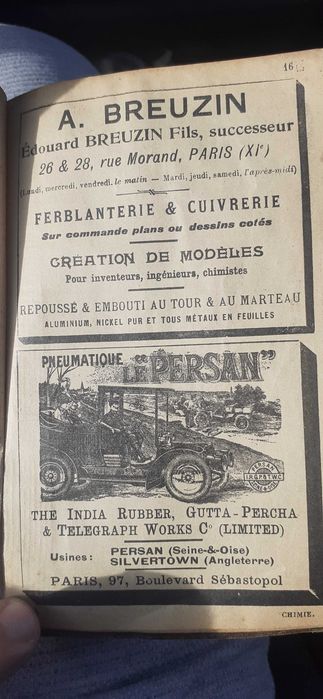 16
A. BREUZIN
Édouard BREUZIN Fils, successeur
26 & 28, rue Morand, PARIS (XIᵉ)
(Lundi, mercredi, vendredi, le matin — Mardi, jeudi, samedi, l'après-midi)
FERBLANTERIE & CUIVRERIE
Sur commande plans ou dessins cotés
CRÉATION DE MODÈLES
Pour inventeurs, ingénieurs, chimistes
REPOUSSÉ & EMBOUTI AU TOUR & AU MARTEAU
ALUMINIUM, NICKEL PUR ET TOUS MÉTAUX EN FEUILLES
PNEUMATIQUE "LE PERSAN"
PERSAN
I.R.G.P. & T.W.C.
THE INDIA RUBBER, GUTTA-PERCHA
& TELEGRAPH WORKS Cº (LIMITED)
Usines: PERSAN (Seine-&-Oise)
SILVERTOWN (Angleterre)
PARIS, 97, Boulevard Sébastopol
CHIMIE.